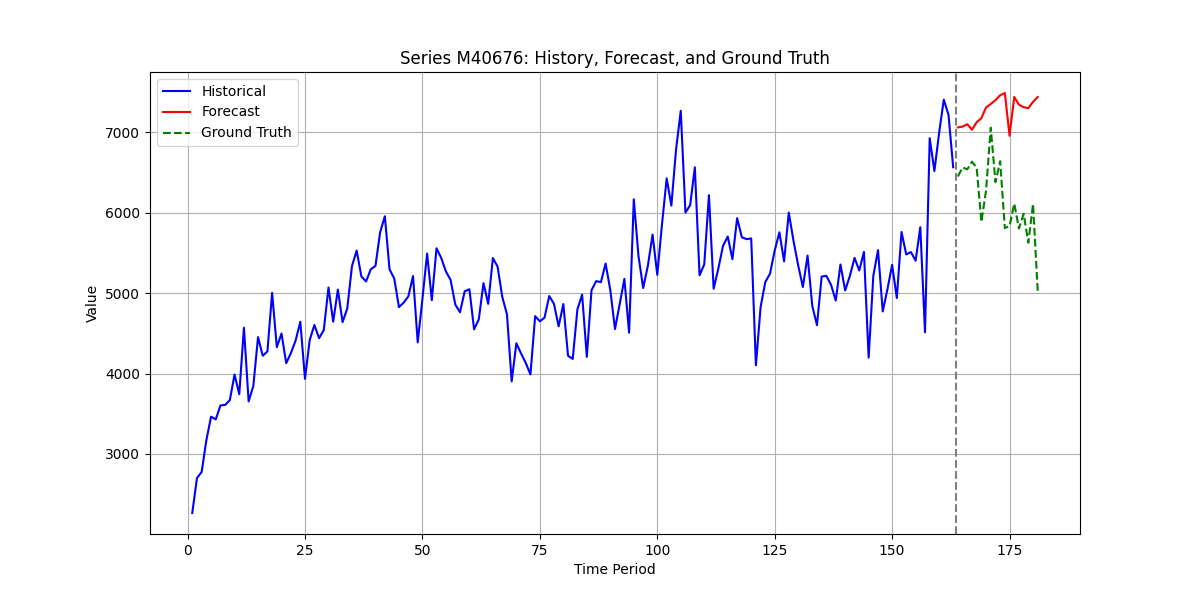 Series M40676: History, Forecast, and Ground Truth
Historical
Forecast
Ground Truth
7000
6000
5000
4000
3000
Value
0 25 50 75 100 125 150 175
Time Period